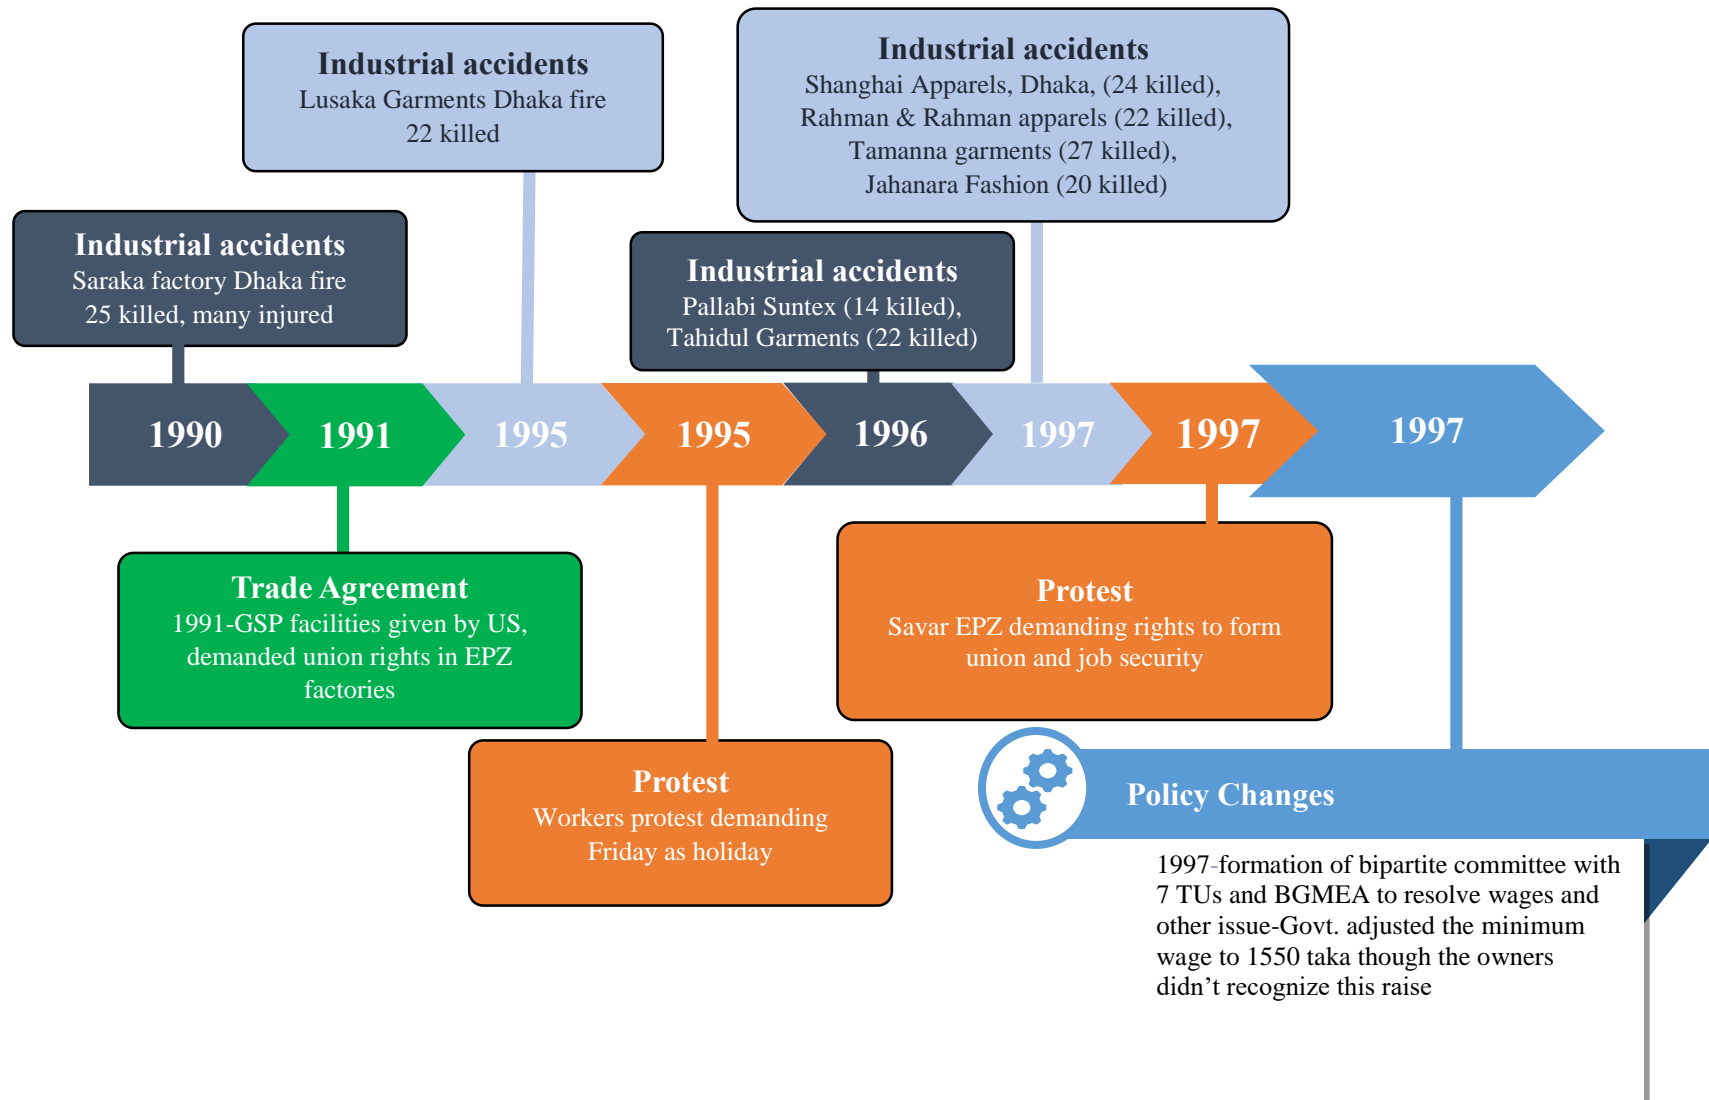 Industrial accidents
Lusaka Garments Dhaka fire
22 killed
Industrial accidents
Shanghai Apparels, Dhaka, (24 killed),
Rahman & Rahman apparels (22 killed),
Tamanna garments (27 killed),
Jahanara Fashion (20 killed)
Industrial accidents
Saraka factory Dhaka fire
25 killed, many injured
Industrial accidents
Pallabi Suntex (14 killed),
Tahidul Garments (22 killed)
1990
1991
1995
1995
1996
1997
1997
1997
Trade Agreement
1991-GSP facilities given by US,
demanded union rights in EPZ
factories
Protest
Savar EPZ demanding rights to form
union and job security
Protest
Workers protest demanding
Friday as holiday
Policy Changes
1997-formation of bipartite committee with
7 TUs and BGMEA to resolve wages and
other issue-Govt. adjusted the minimum
wage to 1550 taka though the owners
didn’t recognize this raise